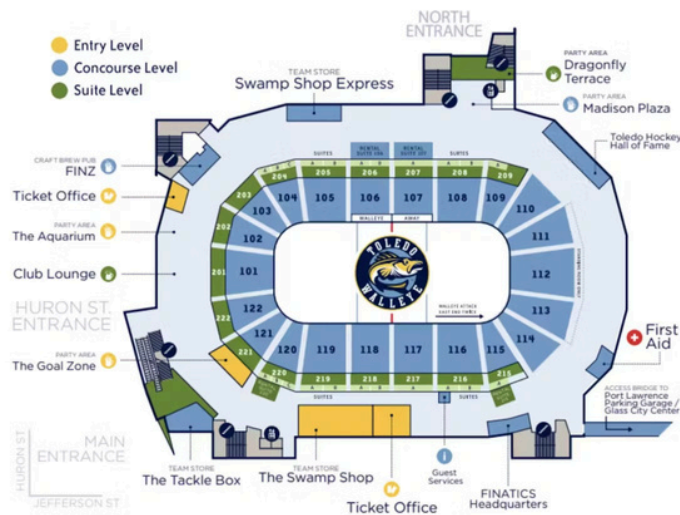 NORTH
ENTRANCE
Entry Level
Concourse Level
Suite Level
TEAM STORE
Swamp Shop Express
PARTY AREA
Dragonfly
Terrace
PARTY AREA
Madison Plaza
Toledo Hockey
Hall of Fame
CRAFT BREW PUB
FINZ
Ticket Office
PARTY AREA
The Aquarium
Club Lounge
HURON ST.
ENTRANCE
PARTY AREA
The Goal Zone
SUITES
RENTAL
SUITES
203
204
205
206
207
208
209
202
201
222
221
220
219
218
217
216
215
103
104
105
106
107
108
109
110
111
112
113
114
115
116
117
118
119
120
121
122
101
102
WALLEYE
AWAY
TOLEDO
WALLEYE
WALLEYE ATTACK
SUITES
SUITES
First
Aid
ACCESS BRIDGE TO
Port Lawrence
Parking Garage /
Glass City Center
HURON ST
MAIN
ENTRANCE
JEFFERSON ST
TEAM STORE
The Tackle Box
TEAM STORE
The Swamp Shop
Ticket Office
i
Guest
Services
FINATICS
Headquarters